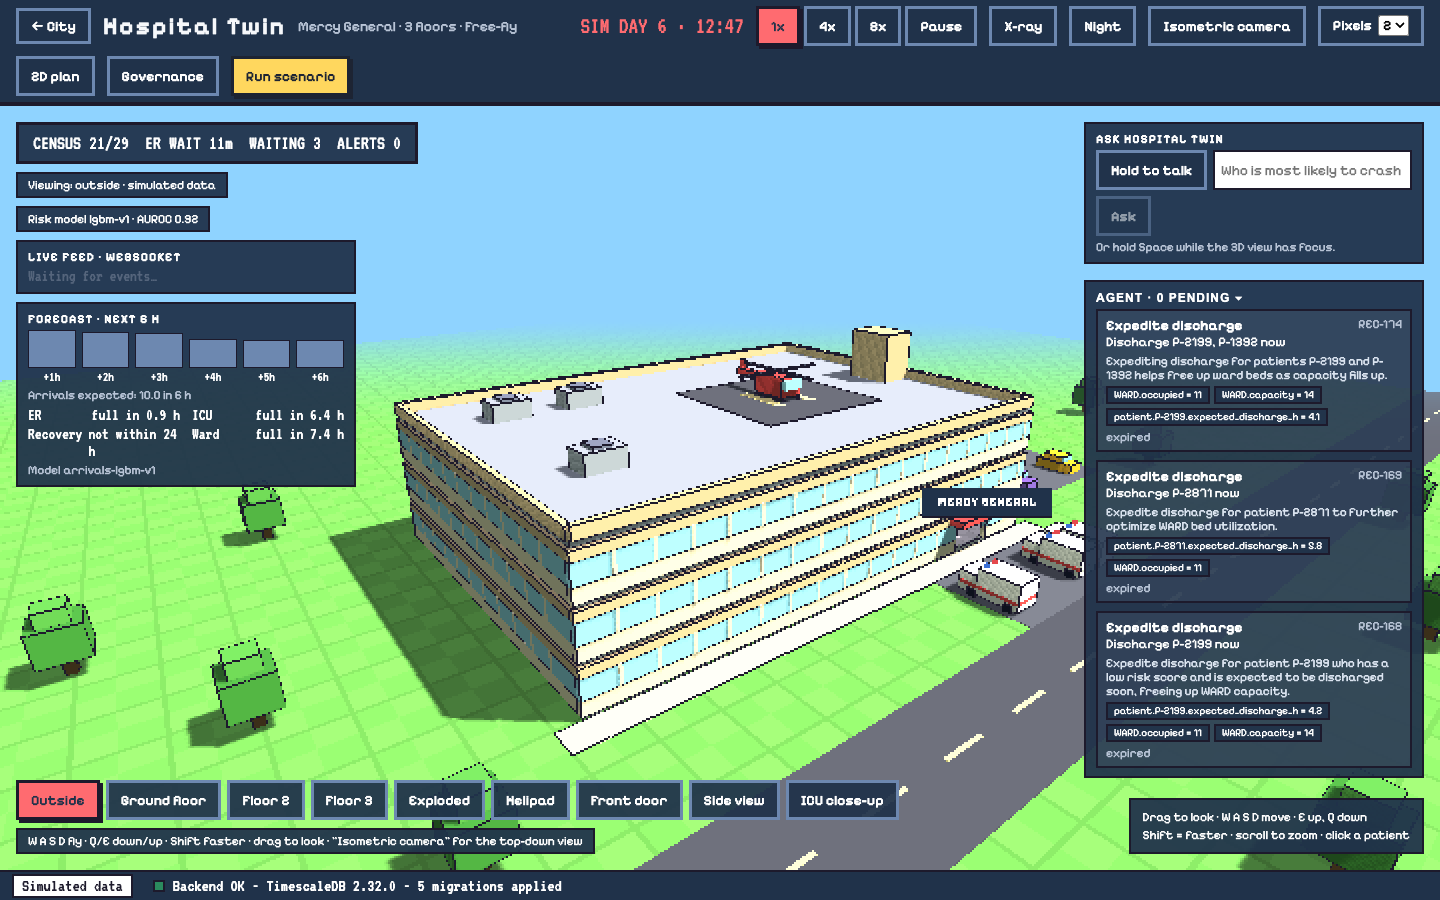 ← City
Hospital Twin
Mercy General · 3 floors · Free-fly
SIM DAY 6 · 12:47
1x
4x
8x
Pause
X-ray
Night
Isometric camera
Pixels 2
2D plan
Governance
Run scenario
CENSUS 21/29 ER WAIT 11m WAITING 3 ALERTS 0
Viewing: outside · simulated data
Risk model lgbm-v1 · AUROC 0.92
LIVE FEED · WEBSOCKET
Waiting for events…
FORECAST · NEXT 6 H
+1h +2h +3h +4h +5h +6h
Arrivals expected: 10.0 in 6 h
ER full in 0.9 h ICU full in 6.4 h
Recovery not within 24 h Ward full in 7.4 h
Model arrivals-lgbm-v1
ASK HOSPITAL TWIN
Hold to talk
Who is most likely to crash
Ask
Or hold Space while the 3D view has focus.
AGENT · 0 PENDING
Expedite discharge REC-174
Discharge P-2199, P-1392 now
Expediting discharge for patients P-2199 and P-
1392 helps free up ward beds as capacity fills up.
WARD.occupied = 11 WARD.capacity = 14
patient.P-2199.expected_discharge_h = 4.1
expired
Expedite discharge REC-169
Discharge P-2871 now
Expedite discharge for patient P-2871 to further
optimize WARD bed utilization.
patient.P-2871.expected_discharge_h = 5.8
WARD.occupied = 11
expired
Expedite discharge REC-168
Discharge P-2199 now
Expedite discharge for patient P-2199 who has a
low risk score and is expected to be discharged
soon, freeing up WARD capacity.
patient.P-2199.expected_discharge_h = 4.2
WARD.occupied = 11 WARD.capacity = 14
expired
MERCY GENERAL
Outside
Ground floor
Floor 2
Floor 3
Exploded
Helipad
Front door
Side view
ICU close-up
W A S D fly · Q/E down/up · Shift faster · drag to look · "Isometric camera" for the top-down view
Drag to look · W A S D move · E up, Q down
Shift = faster · scroll to zoom · click a patient
Simulated data
Backend OK - TimescaleDB 2.32.0 - 5 migrations applied